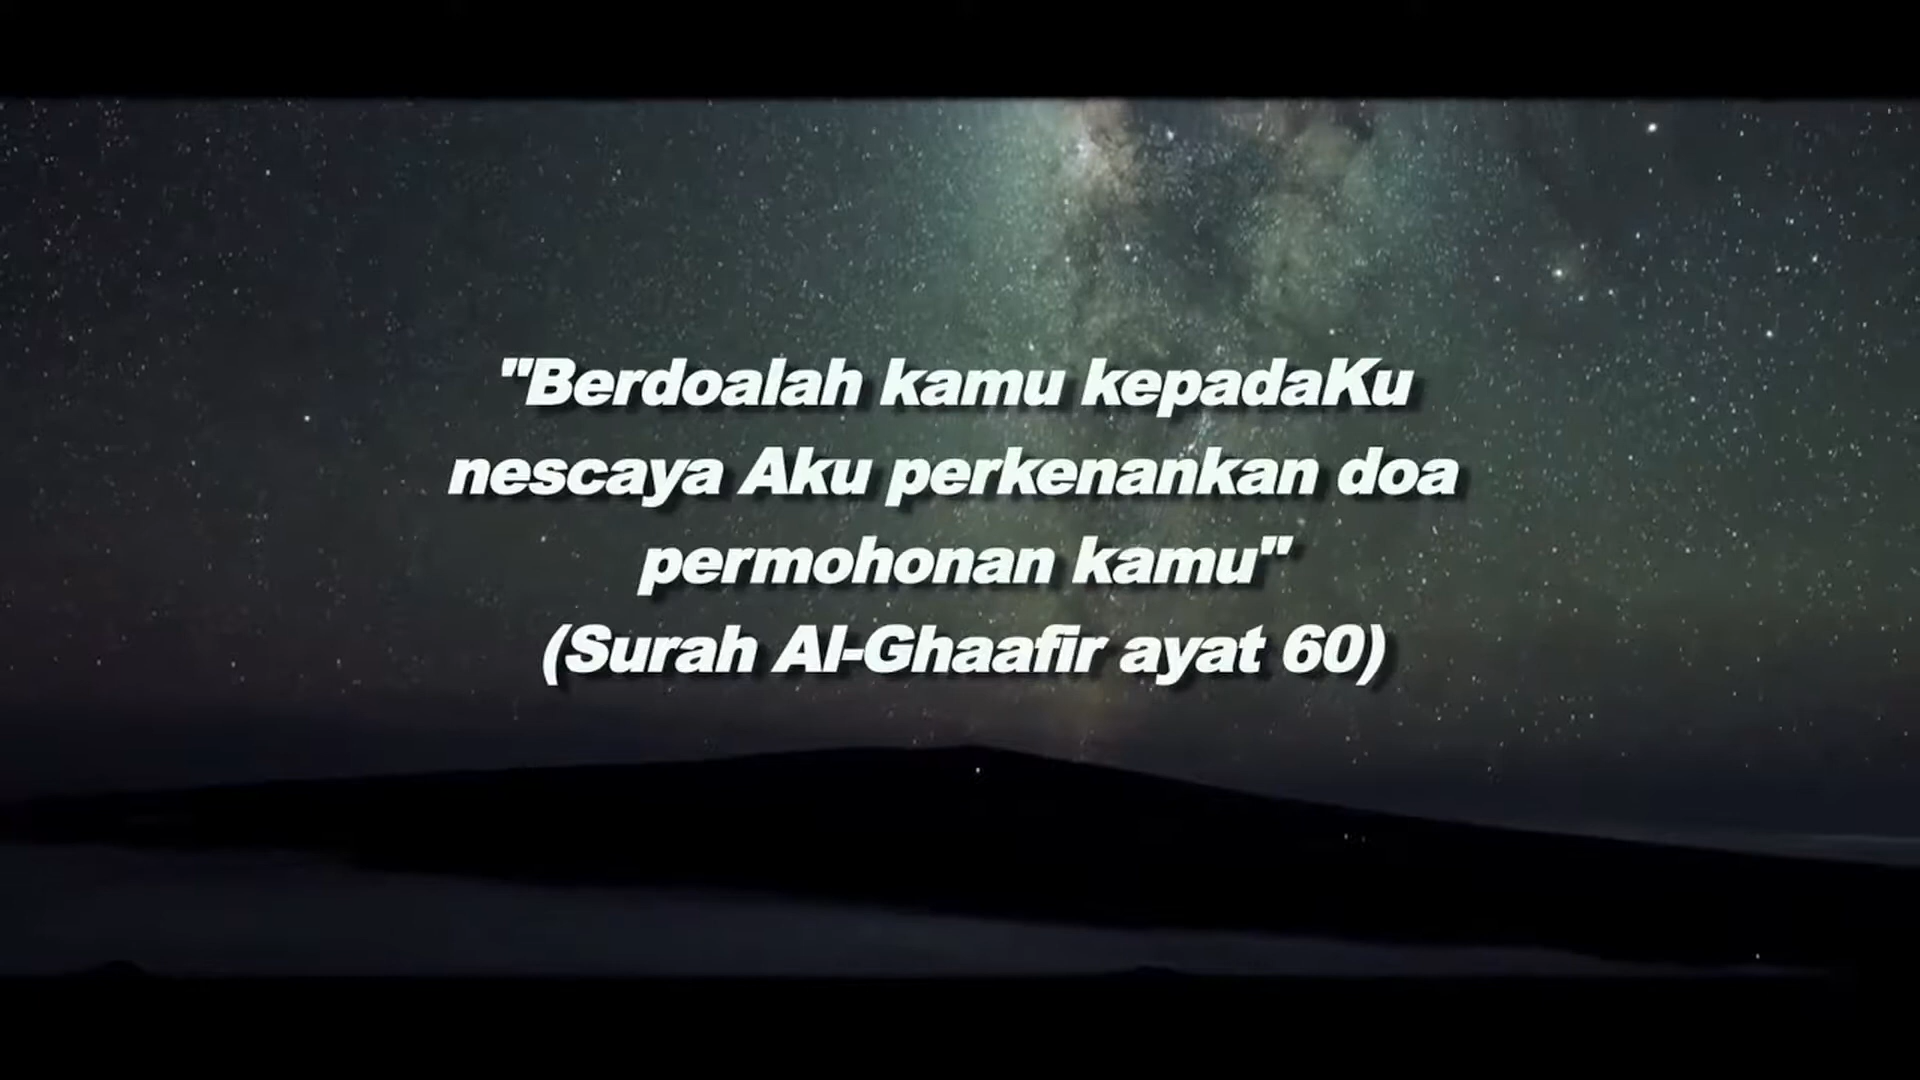 "Berdoalah kamu kepadaKu
nescaya Aku perkenankan doa
permohonan kamu"
(Surah Al-Ghaafir ayat 60)